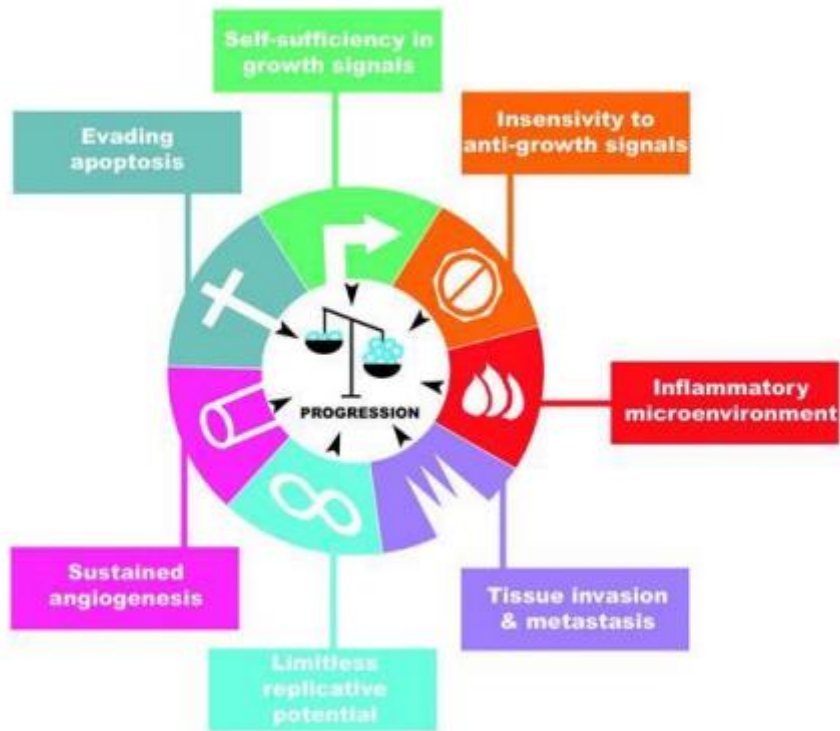 Self-sufficiency in
growth signals
Insensivity to
anti-growth signals
Evading
apoptosis
Inflammatory
microenvironment
PROGRESSION
Sustained
angiogenesis
Tissue invasion
& metastasis
Limitless
replicative
potential